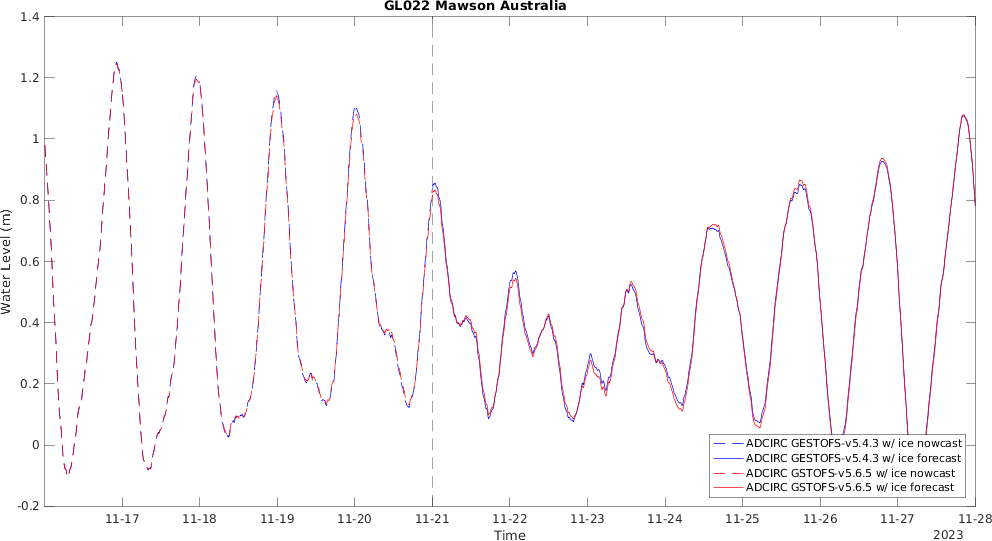 GL022 Mawson Australia
1.4
1.2
1
0.8
0.6
0.4
0.2
0
-0.2
Water Level (m)
ADCIRC GESTOFS-v5.4.3 w/ ice nowcast
ADCIRC GESTOFS-v5.4.3 w/ ice forecast
ADCIRC GSTOFS-v5.6.5 w/ ice nowcast
ADCIRC GSTOFS-v5.6.5 w/ ice forecast
11-17 11-18 11-19 11-20 11-21 11-22 11-23 11-24 11-25 11-26 11-27 11-28
Time
2023